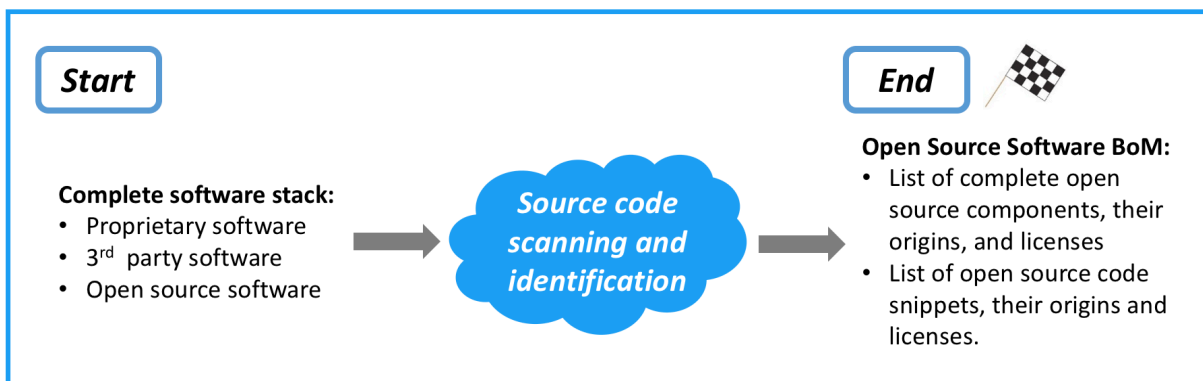 Start
End
Complete software stack:
• Proprietary software
• 3rd party software
• Open source software
Source code
scanning and
identification
Open Source Software BoM:
• List of complete open
source components, their
origins, and licenses
• List of open source code
snippets, their origins and
licenses.